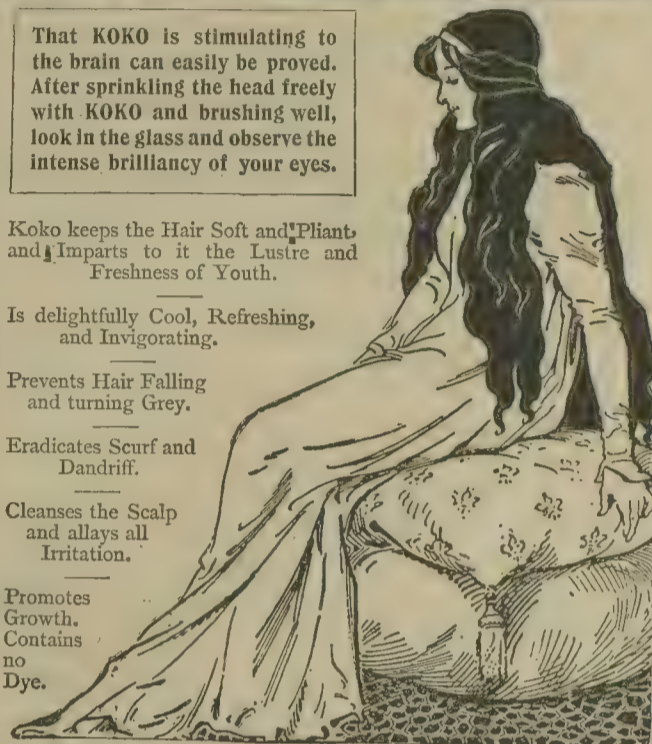 That KOKO is stimulating to
the brain can easily be proved.
After sprinkling the head freely
with KOKO and brushing well,
look in the glass and observe the
intense brilliancy of your eyes.
Koko keeps the Hair Soft and Pliant,
and Imparts to it the Lustre and
Freshness of Youth.
Is delightfully Cool, Refreshing,
and Invigorating.
Prevents Hair Falling
and turning Grey.
Eradicates Scurf and
Dandriff.
Cleanses the Scalp
and allays all
Irritation.
Promotes
Growth.
Contains
no
Dye.